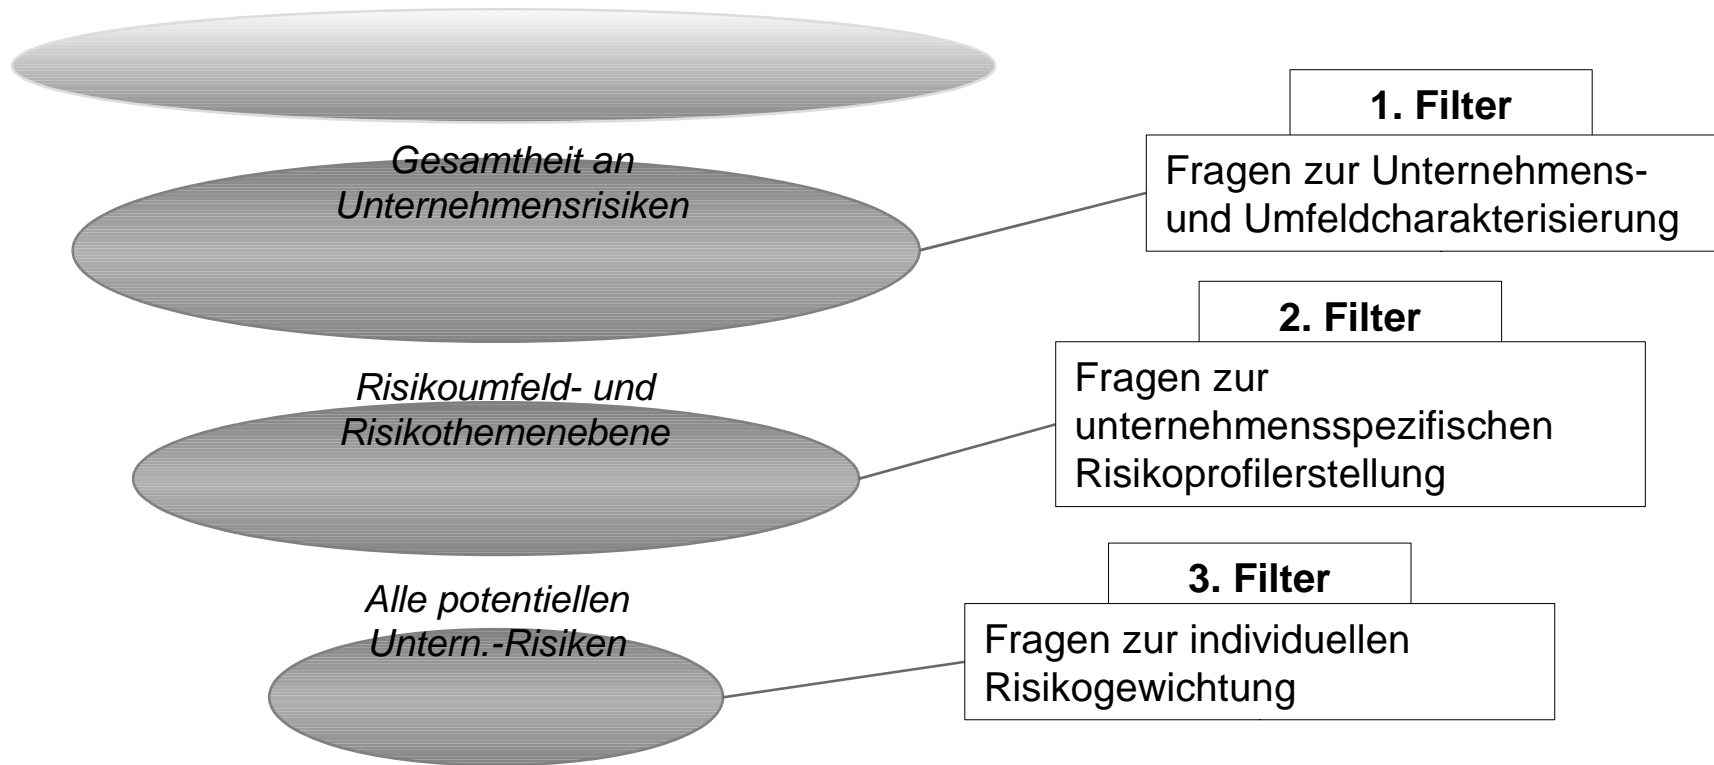 1. Filter
Gesamtheit an
Unternehmensrisiken
Fragen zur Unternehmens-
und Umfeldcharakterisierung
2. Filter
Risikoumfeld- und
Risikothemenebene
Fragen zur
unternehmensspezifischen
Risikoprofilerstellung
3. Filter
Alle potentiellen
Untern.-Risiken
Fragen zur individuellen
Risikogewichtung